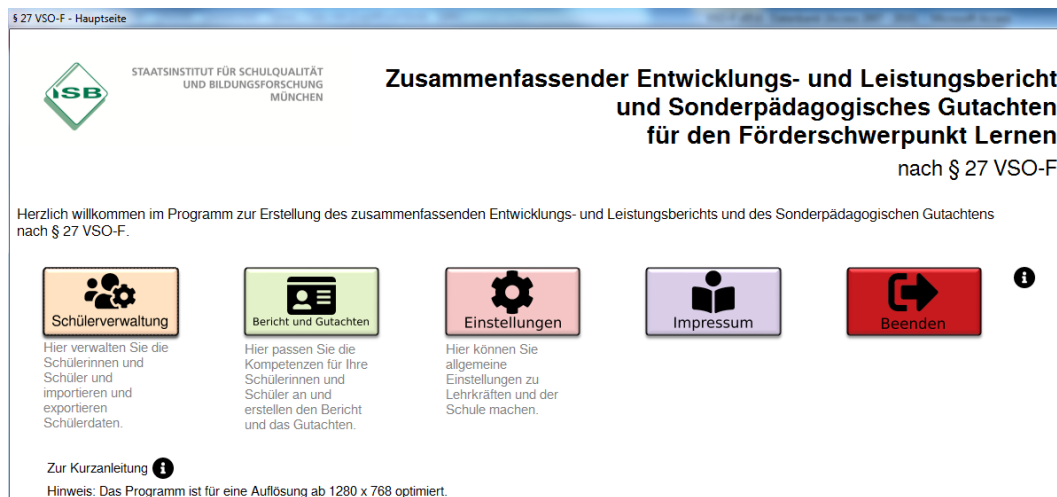 § 27 VSO-F - Hauptseite
ISB
STAATSINSTITUT FÜR SCHULQUALITÄT
UND BILDUNGSFORSCHUNG
MÜNCHEN
Zusammenfassender Entwicklungs- und Leistungsbericht
und Sonderpädagogisches Gutachten
für den Förderschwerpunkt Lernen
nach § 27 VSO-F
Herzlich willkommen im Programm zur Erstellung des zusammenfassenden Entwicklungs- und Leistungsberichts und des Sonderpädagogischen Gutachtens
nach § 27 VSO-F.
Schülerverwaltung
Hier verwalten Sie die
Schülerinnen und
Schüler und
importieren und
exportieren
Schülerdaten.
Bericht und Gutachten
Hier passen Sie die
Kompetenzen für Ihre
Schülerinnen und
Schüler an und
erstellen den Bericht
und das Gutachten.
Einstellungen
Hier können Sie
allgemeine
Einstellungen zu
Lehrkräften und der
Schule machen.
Impressum
Beenden
Zur Kurzanleitung
Hinweis: Das Programm ist für eine Auflösung ab 1280 x 768 optimiert.